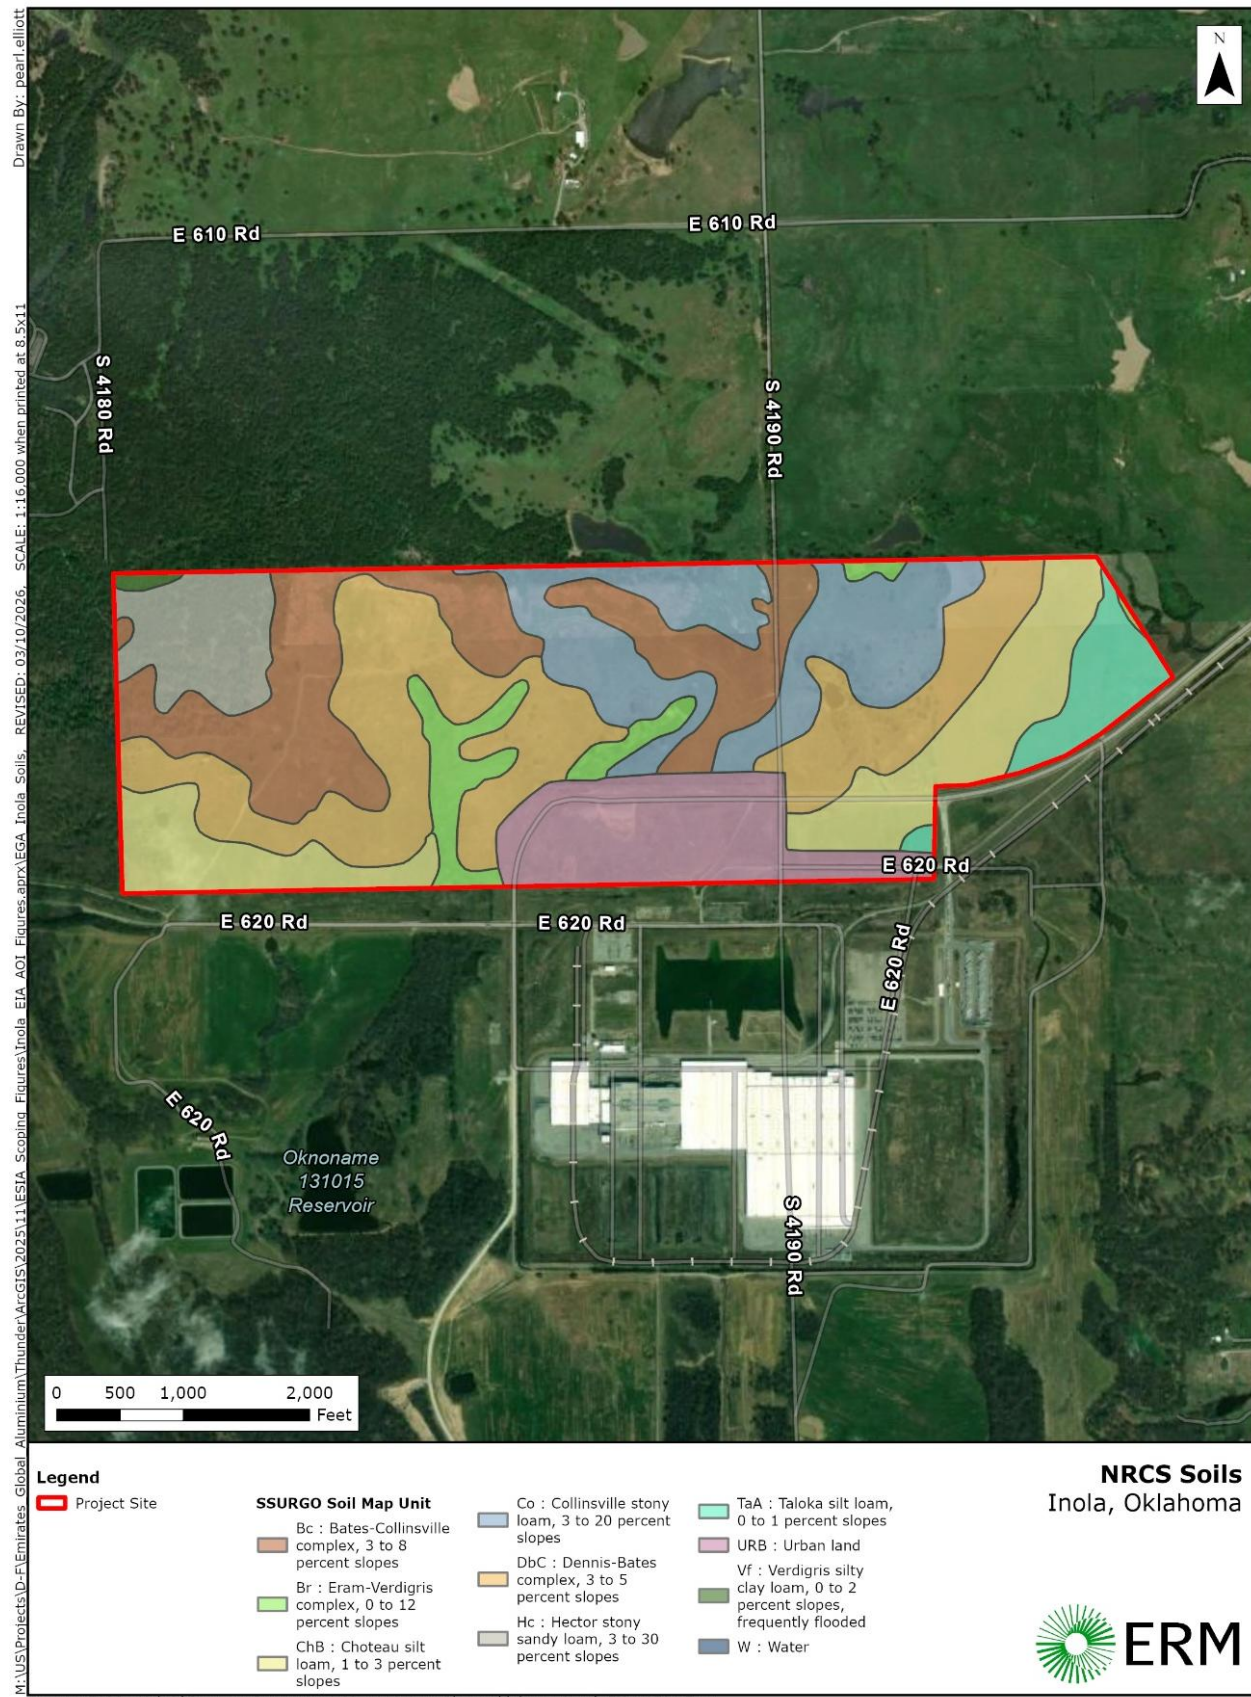 Drawn By: pearl.elliott
M:\US\Projects\D-F\Emirates Global Aluminium\Thunder\ArcGIS\2025\11\ESIA Scoping Figures\Inola EIA AOI Figures.aprx\EGA Inola Soils, REVISED: 03/10/2026, SCALE: 1:16,000 when printed at 8.5x11
N
E 610 Rd
E 610 Rd
S 4180 Rd
S 4190 Rd
E 620 Rd
E 620 Rd
E 620 Rd
E 620 Rd
E 620 Rd
Oknoname
131015
Reservoir
S 4190 Rd
0 500 1,000 2,000
Feet
Legend
Project Site
SSURGO Soil Map Unit
Bc : Bates-Collinsville
complex, 3 to 8
percent slopes
Br : Eram-Verdigris
complex, 0 to 12
percent slopes
ChB : Choteau silt
loam, 1 to 3 percent
slopes
Co : Collinsville stony
loam, 3 to 20 percent
slopes
DbC : Dennis-Bates
complex, 3 to 5
percent slopes
Hc : Hector stony
sandy loam, 3 to 30
percent slopes
TaA : Taloka silt loam,
0 to 1 percent slopes
URB : Urban land
Vf : Verdigris silty
clay loam, 0 to 2
percent slopes,
frequently flooded
W : Water
NRCS Soils
Inola, Oklahoma
ERM